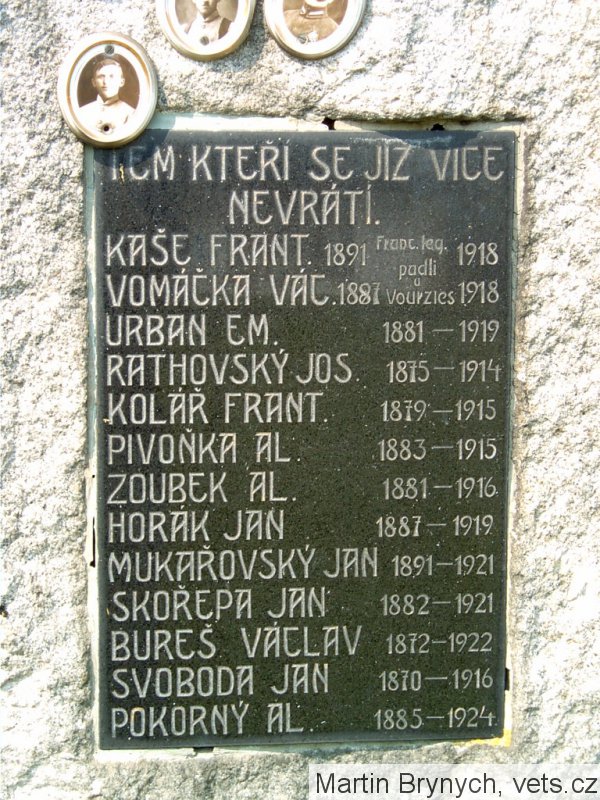 TĚM KTEŘÍ SE JIŽ VÍCE
NEVRÁTÍ.
KAŠE FRANT. 1891 Franc. leg. 1918
padli
VOMÁČKA VÁC. 1887 u Vourzies 1918
URBAN EM. 1881 – 1919
RATHOVSKÝ JOS. 1875 – 1914
KOLÁŘ FRANT. 1879 – 1915
PIVOŇKA AL. 1883 – 1915
ZOUBEK AL. 1881 – 1916
HORÁK JAN 1887 – 1919
MUKAŘOVSKÝ JAN 1891 – 1921
SKOŘEPA JAN 1882 – 1921
BUREŠ VÁCLAV 1872 – 1922
SVOBODA JAN 1870 – 1916
POKORNÝ AL. 1885 – 1924
Martin Brynych, vets.cz